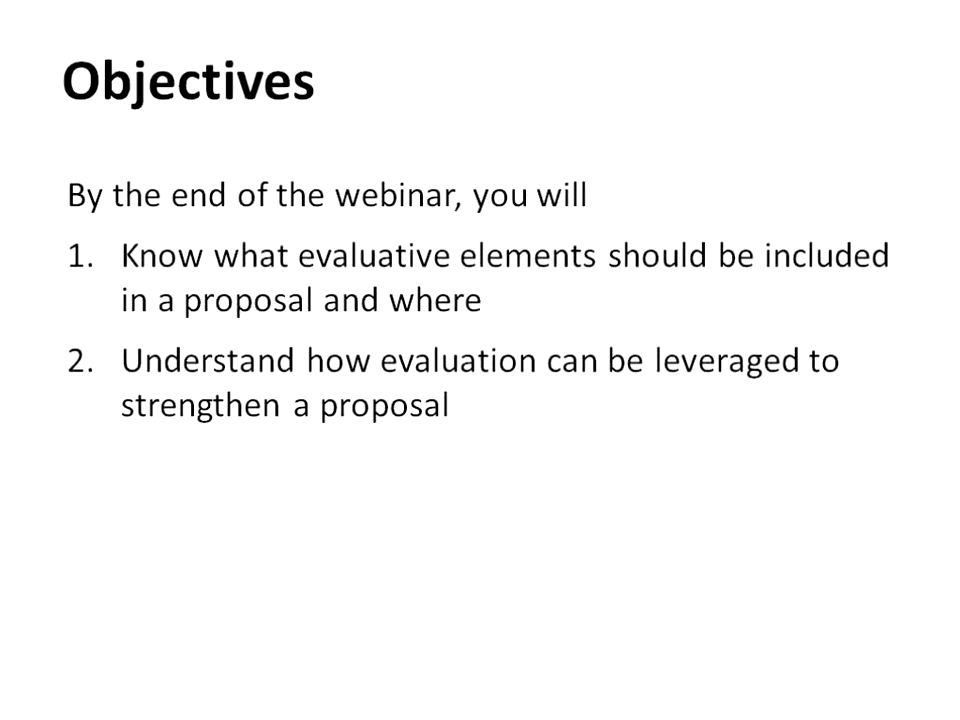 Objectives
By the end of the webinar, you will
1. Know what evaluative elements should be included
in a proposal and where
2. Understand how evaluation can be leveraged to
strengthen a proposal